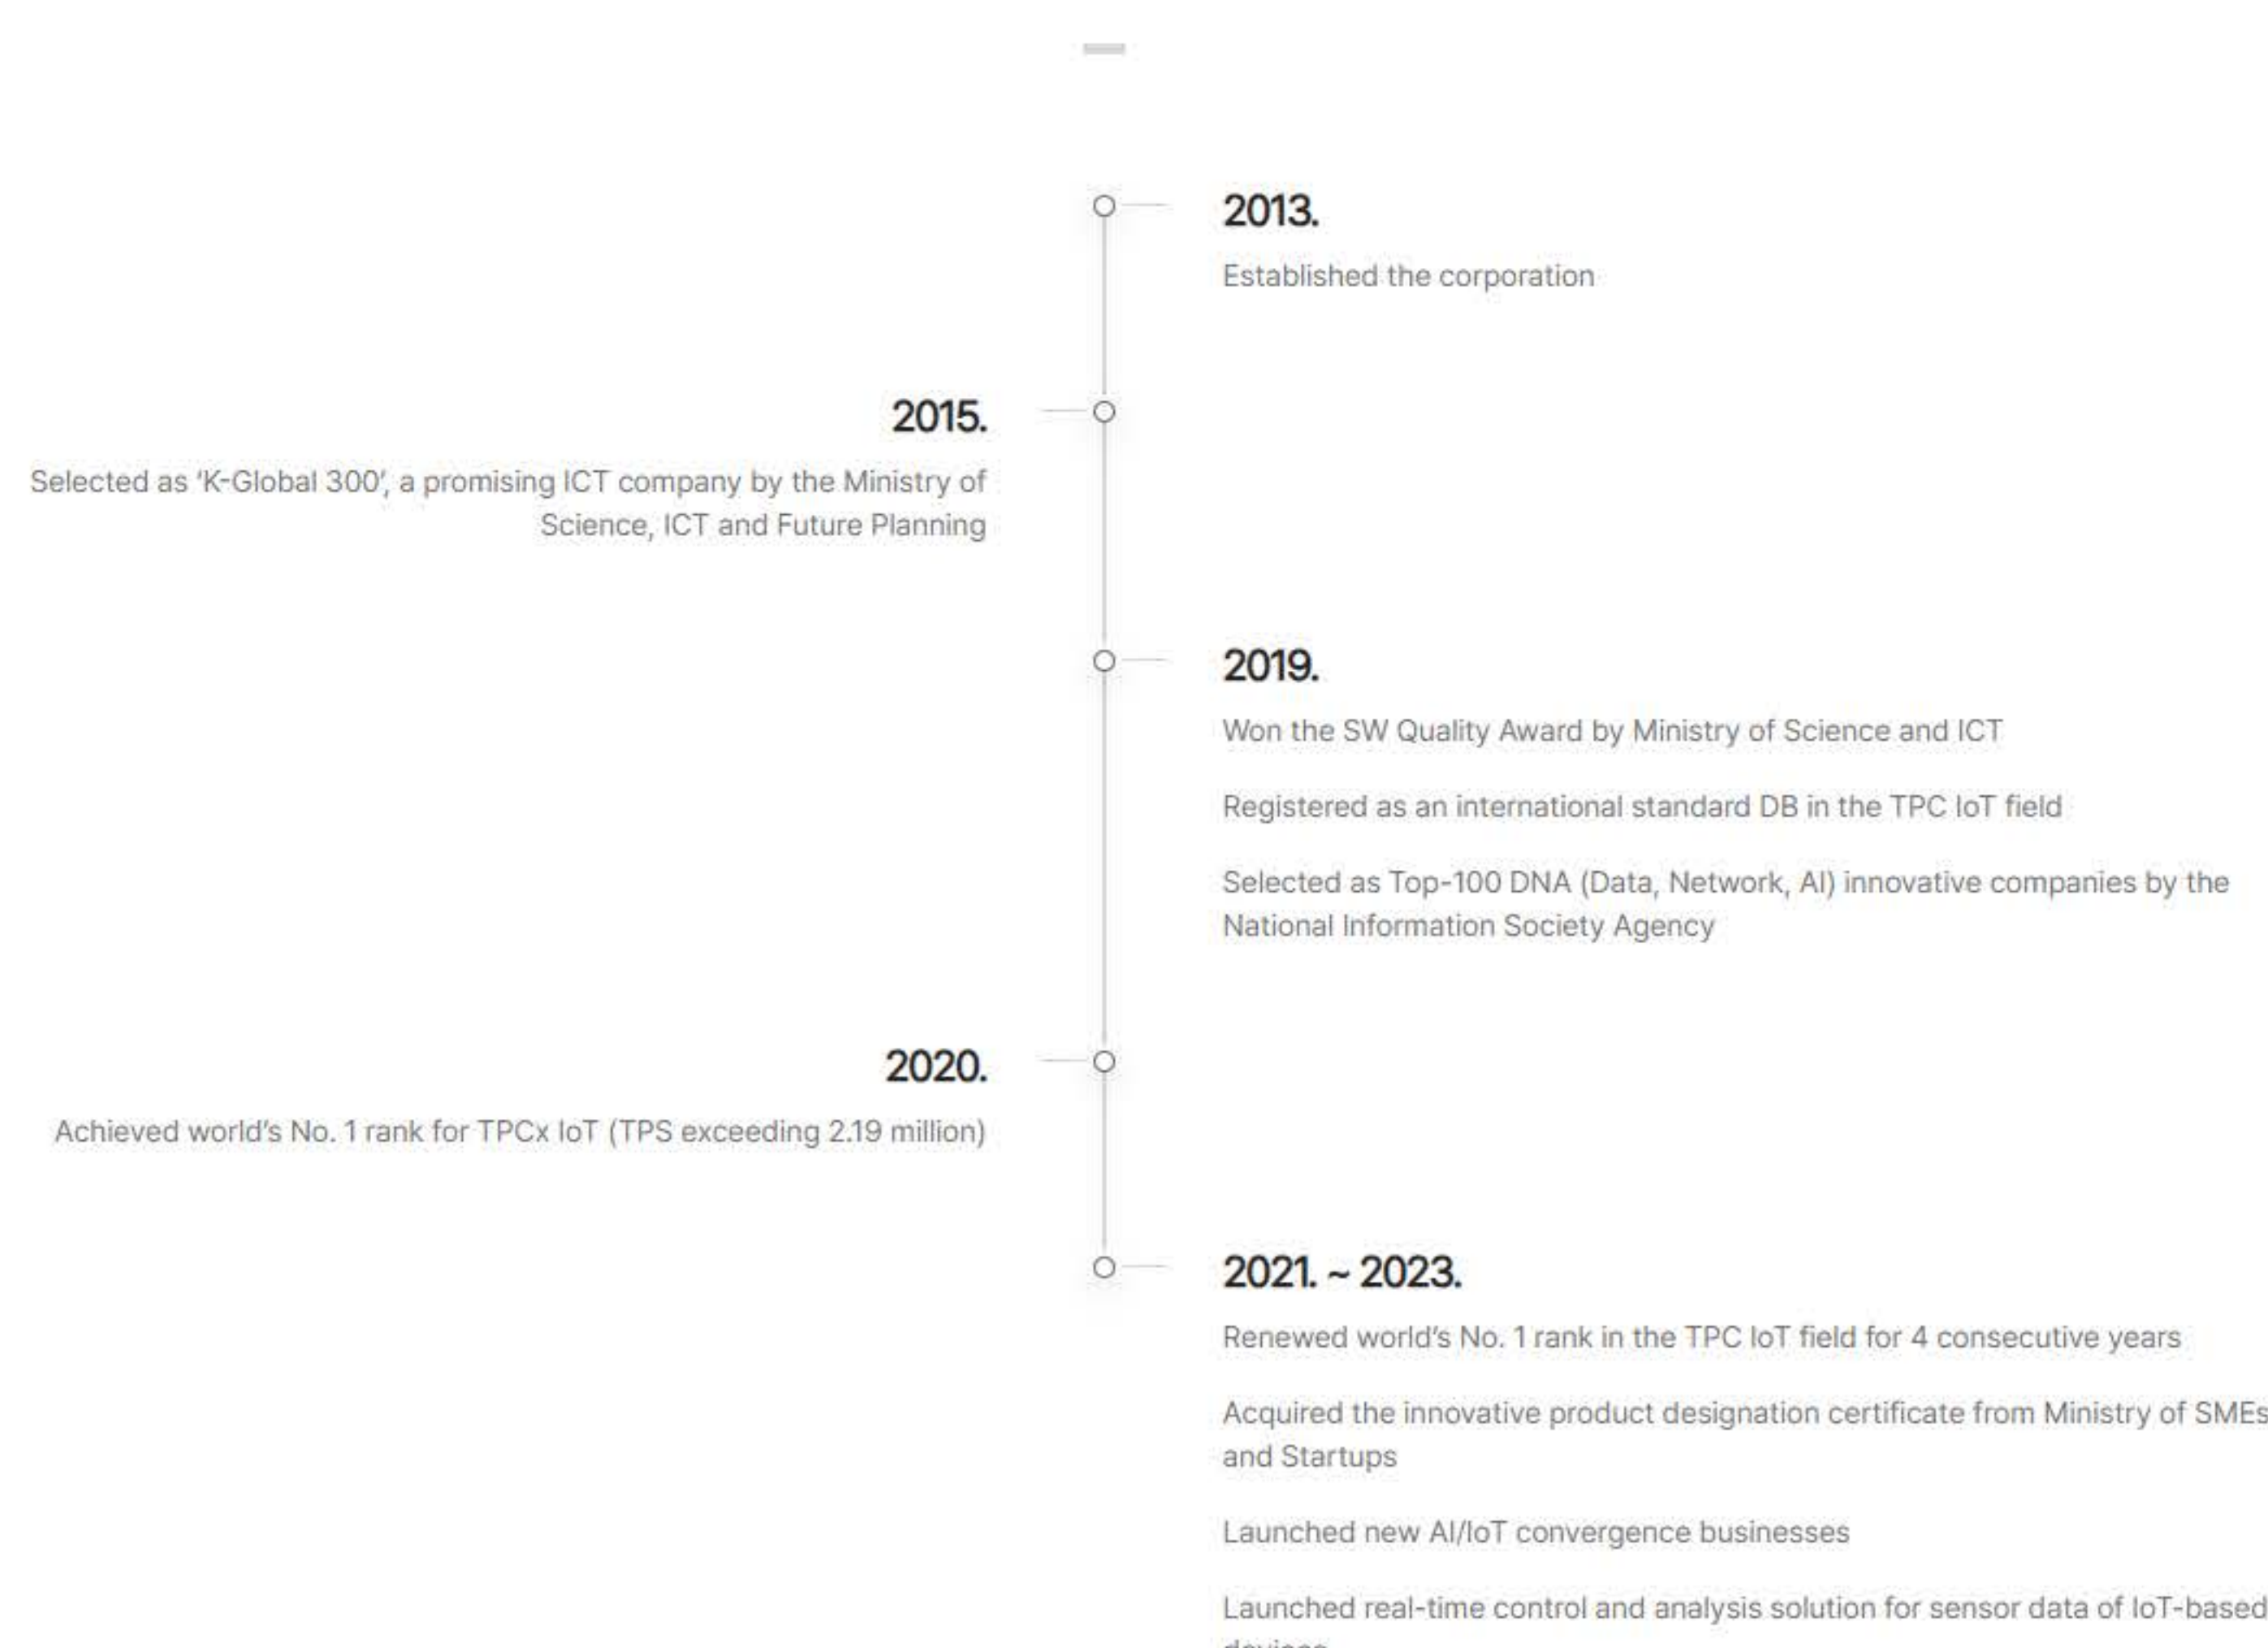 2013.
Established the corporation
2015.
Selected as ‘K-Global 300’, a promising ICT company by the Ministry of
Science, ICT and Future Planning
2019.
Won the SW Quality Award by Ministry of Science and ICT
Registered as an international standard DB in the TPC IoT field
Selected as Top-100 DNA (Data, Network, AI) innovative companies by the
National Information Society Agency
2020.
Achieved world’s No. 1 rank for TPCx IoT (TPS exceeding 2.19 million)
2021. ~ 2023.
Renewed world’s No. 1 rank in the TPC IoT field for 4 consecutive years
Acquired the innovative product designation certificate from Ministry of SMEs
and Startups
Launched new AI/IoT convergence businesses
Launched real-time control and analysis solution for sensor data of IoT-based